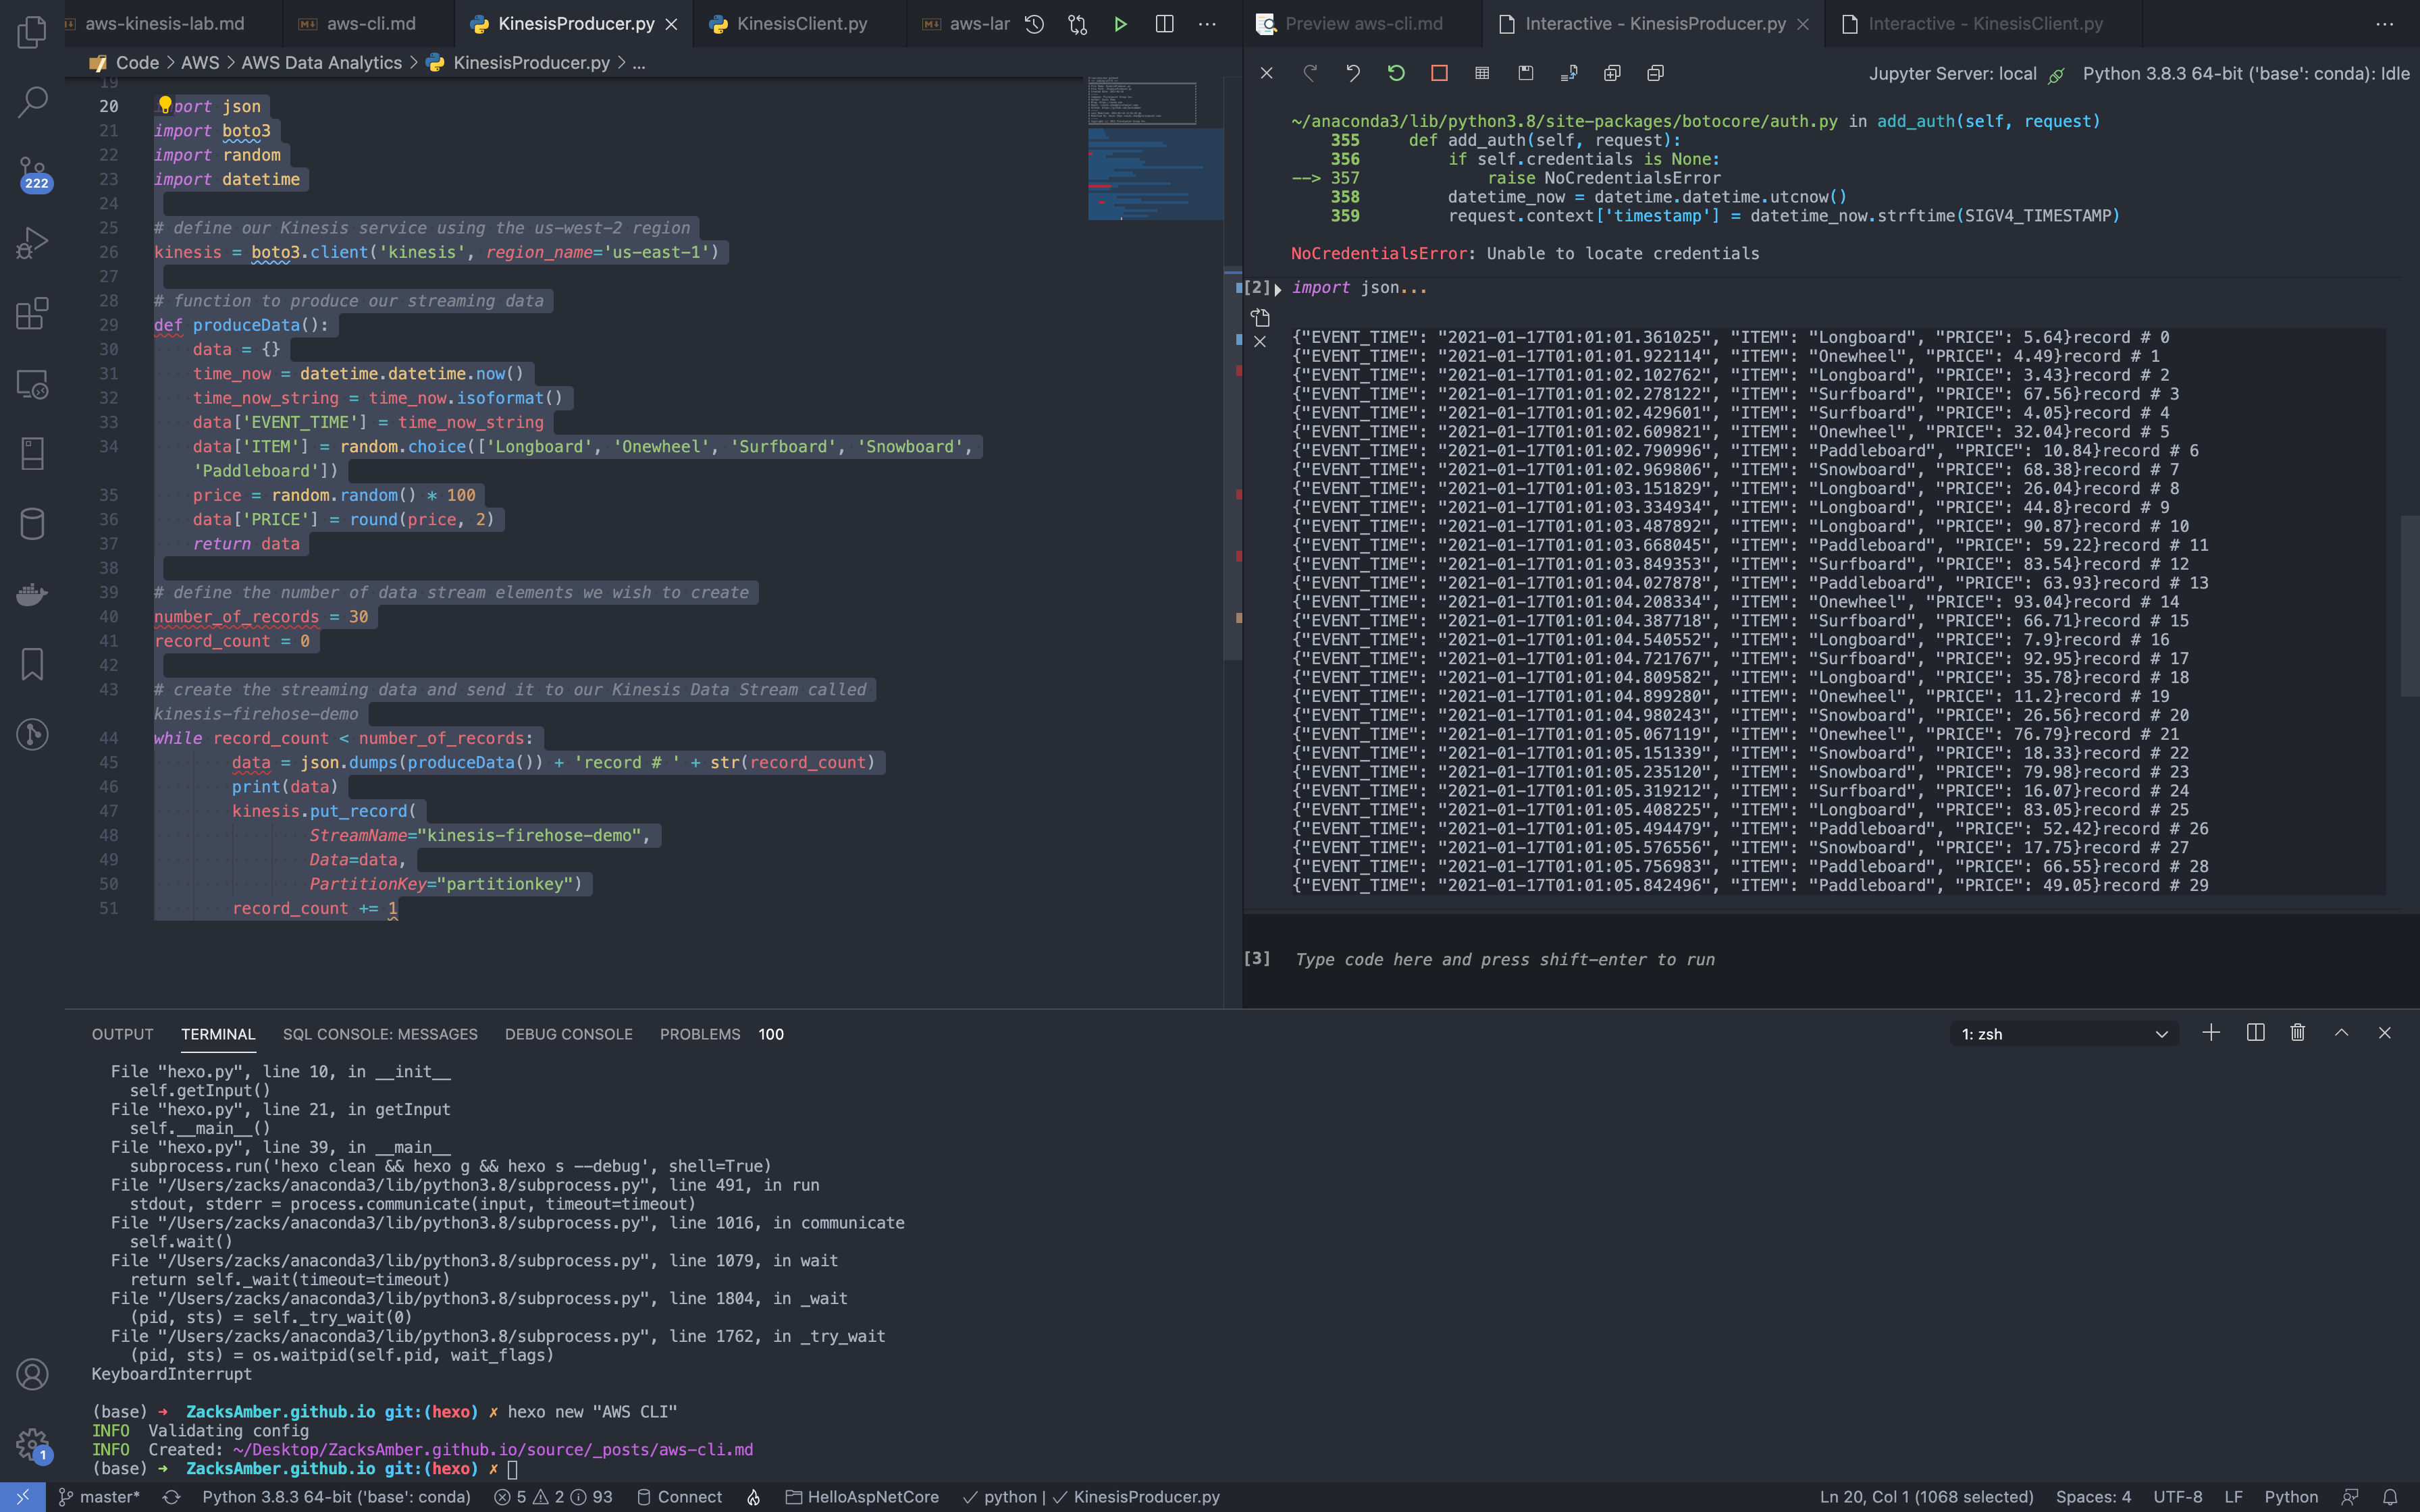 aws-kinesis-lab.md
aws-cli.md
KinesisProducer.py
KinesisClient.py
aws-lar
Preview aws-cli.md
Interactive - KinesisProducer.py
Interactive - KinesisClient.py
Code > AWS > AWS Data Analytics > KinesisProducer.py > ...
19
20 port json
21 import boto3
22 import random
23 import datetime
24
25 # define our Kinesis service using the us-west-2 region
26 kinesis = boto3.client('kinesis', region_name='us-east-1')
27
28 # function to produce our streaming data
29 def produceData():
30 data = {}
31 time_now = datetime.datetime.now()
32 time_now_string = time_now.isoformat()
33 data['EVENT_TIME'] = time_now_string
34 data['ITEM'] = random.choice(['Longboard', 'Onewheel', 'Surfboard', 'Snowboard',
'Paddleboard'])
35 price = random.random() * 100
36 data['PRICE'] = round(price, 2)
37 return data
38
39 # define the number of data stream elements we wish to create
40 number_of_records = 30
41 record_count = 0
42
43 # create the streaming data and send it to our Kinesis Data Stream called
kinesis-firehose-demo
44 while record_count < number_of_records:
45 data = json.dumps(produceData()) + 'record # ' + str(record_count)
46 print(data)
47 kinesis.put_record(
48 StreamName="kinesis-firehose-demo",
49 Data=data,
50 PartitionKey="partitionkey")
51 record_count += 1
Jupyter Server: local Python 3.8.3 64-bit ('base': conda): Idle
~/anaconda3/lib/python3.8/site-packages/botocore/auth.py in add_auth(self, request)
355 def add_auth(self, request):
356 if self.credentials is None:
--> 357 raise NoCredentialsError
358 datetime_now = datetime.datetime.utcnow()
359 request.context['timestamp'] = datetime_now.strftime(SIGV4_TIMESTAMP)
NoCredentialsError: Unable to locate credentials
[2] import json...
{"EVENT_TIME": "2021-01-17T01:01:01.361025", "ITEM": "Longboard", "PRICE": 5.64}record # 0
{"EVENT_TIME": "2021-01-17T01:01:01.922114", "ITEM": "Onewheel", "PRICE": 4.49}record # 1
{"EVENT_TIME": "2021-01-17T01:01:02.102762", "ITEM": "Longboard", "PRICE": 3.43}record # 2
{"EVENT_TIME": "2021-01-17T01:01:02.278122", "ITEM": "Surfboard", "PRICE": 67.56}record # 3
{"EVENT_TIME": "2021-01-17T01:01:02.429601", "ITEM": "Surfboard", "PRICE": 4.05}record # 4
{"EVENT_TIME": "2021-01-17T01:01:02.609821", "ITEM": "Onewheel", "PRICE": 32.04}record # 5
{"EVENT_TIME": "2021-01-17T01:01:02.790996", "ITEM": "Paddleboard", "PRICE": 10.84}record # 6
{"EVENT_TIME": "2021-01-17T01:01:02.969806", "ITEM": "Snowboard", "PRICE": 68.38}record # 7
{"EVENT_TIME": "2021-01-17T01:01:03.151829", "ITEM": "Longboard", "PRICE": 26.04}record # 8
{"EVENT_TIME": "2021-01-17T01:01:03.334934", "ITEM": "Longboard", "PRICE": 44.8}record # 9
{"EVENT_TIME": "2021-01-17T01:01:03.487892", "ITEM": "Longboard", "PRICE": 90.87}record # 10
{"EVENT_TIME": "2021-01-17T01:01:03.668045", "ITEM": "Paddleboard", "PRICE": 59.22}record # 11
{"EVENT_TIME": "2021-01-17T01:01:03.849353", "ITEM": "Surfboard", "PRICE": 83.54}record # 12
{"EVENT_TIME": "2021-01-17T01:01:04.027878", "ITEM": "Paddleboard", "PRICE": 63.93}record # 13
{"EVENT_TIME": "2021-01-17T01:01:04.208334", "ITEM": "Onewheel", "PRICE": 93.04}record # 14
{"EVENT_TIME": "2021-01-17T01:01:04.387718", "ITEM": "Surfboard", "PRICE": 66.71}record # 15
{"EVENT_TIME": "2021-01-17T01:01:04.540552", "ITEM": "Longboard", "PRICE": 7.9}record # 16
{"EVENT_TIME": "2021-01-17T01:01:04.721767", "ITEM": "Surfboard", "PRICE": 92.95}record # 17
{"EVENT_TIME": "2021-01-17T01:01:04.809582", "ITEM": "Longboard", "PRICE": 35.78}record # 18
{"EVENT_TIME": "2021-01-17T01:01:04.899280", "ITEM": "Onewheel", "PRICE": 11.2}record # 19
{"EVENT_TIME": "2021-01-17T01:01:04.980243", "ITEM": "Snowboard", "PRICE": 26.56}record # 20
{"EVENT_TIME": "2021-01-17T01:01:05.067119", "ITEM": "Onewheel", "PRICE": 76.79}record # 21
{"EVENT_TIME": "2021-01-17T01:01:05.151339", "ITEM": "Snowboard", "PRICE": 18.33}record # 22
{"EVENT_TIME": "2021-01-17T01:01:05.235120", "ITEM": "Snowboard", "PRICE": 79.98}record # 23
{"EVENT_TIME": "2021-01-17T01:01:05.319212", "ITEM": "Surfboard", "PRICE": 16.07}record # 24
{"EVENT_TIME": "2021-01-17T01:01:05.408225", "ITEM": "Longboard", "PRICE": 83.05}record # 25
{"EVENT_TIME": "2021-01-17T01:01:05.494479", "ITEM": "Paddleboard", "PRICE": 52.42}record # 26
{"EVENT_TIME": "2021-01-17T01:01:05.576556", "ITEM": "Snowboard", "PRICE": 17.75}record # 27
{"EVENT_TIME": "2021-01-17T01:01:05.756983", "ITEM": "Paddleboard", "PRICE": 66.55}record # 28
{"EVENT_TIME": "2021-01-17T01:01:05.842496", "ITEM": "Paddleboard", "PRICE": 49.05}record # 29
[3] Type code here and press shift-enter to run
222
OUTPUT TERMINAL SQL CONSOLE: MESSAGES DEBUG CONSOLE PROBLEMS 100
1: zsh
File "hexo.py", line 10, in __init__
self.getInput()
File "hexo.py", line 21, in getInput
self.__main__()
File "hexo.py", line 39, in __main__
subprocess.run('hexo clean && hexo g && hexo s --debug', shell=True)
File "/Users/zacks/anaconda3/lib/python3.8/subprocess.py", line 491, in run
stdout, stderr = process.communicate(input, timeout=timeout)
File "/Users/zacks/anaconda3/lib/python3.8/subprocess.py", line 1016, in communicate
self.wait()
File "/Users/zacks/anaconda3/lib/python3.8/subprocess.py", line 1079, in wait
return self._wait(timeout=timeout)
File "/Users/zacks/anaconda3/lib/python3.8/subprocess.py", line 1804, in _wait
(pid, sts) = self._try_wait(0)
File "/Users/zacks/anaconda3/lib/python3.8/subprocess.py", line 1762, in _try_wait
(pid, sts) = os.waitpid(self.pid, wait_flags)
KeyboardInterrupt
(base) ➜ ZacksAmber.github.io git:(hexo) ✗ hexo new "AWS CLI"
INFO Validating config
INFO Created: ~/Desktop/ZacksAmber.github.io/source/_posts/aws-cli.md
(base) ➜ ZacksAmber.github.io git:(hexo) ✗
1
master* Python 3.8.3 64-bit ('base': conda) 5 2 93 Connect HelloAspNetCore ✓ python | ✓ KinesisProducer.py Ln 20, Col 1 (1068 selected) Spaces: 4 UTF-8 LF Python